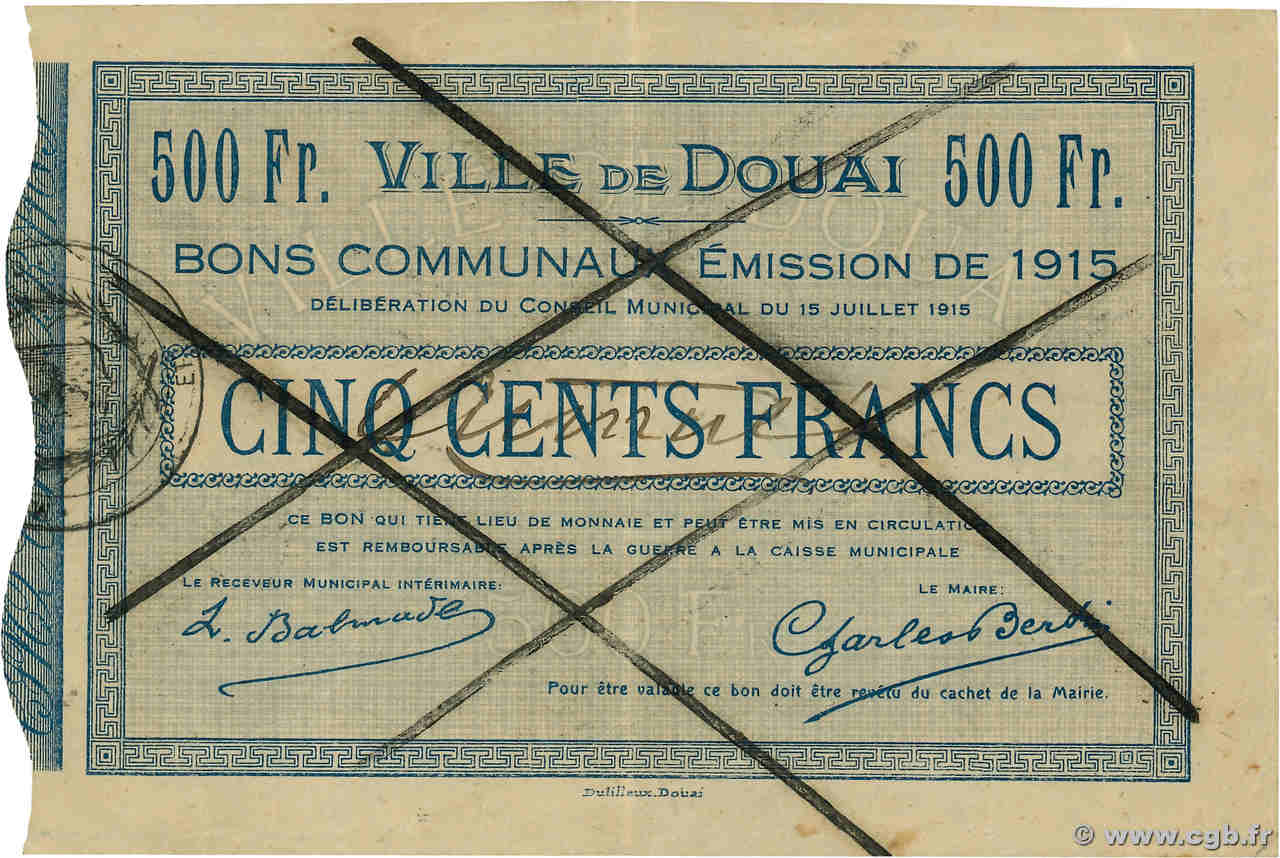 500 Fr. VILLE DE DOUAI 500 Fr.
BONS COMMUNAUX ÉMISSION DE 1915
DÉLIBÉRATION DU CONSEIL MUNICIPAL DU 15 JUILLET 1915
CINQ CENTS FRANCS
CE BON QUI TIENT LIEU DE MONNAIE ET PEUT ÊTRE MIS EN CIRCULATION
EST REMBOURSABLE APRÈS LA GUERRE A LA CAISSE MUNICIPALE
LE RECEVEUR MUNICIPAL INTÉRIMAIRE: LE MAIRE:
L. Balmade Charles Bertin
500 Fr
Pour être valable ce bon doit être revêtu du cachet de la Mairie.
Dutilleux. Douai
© www.cgb.fr